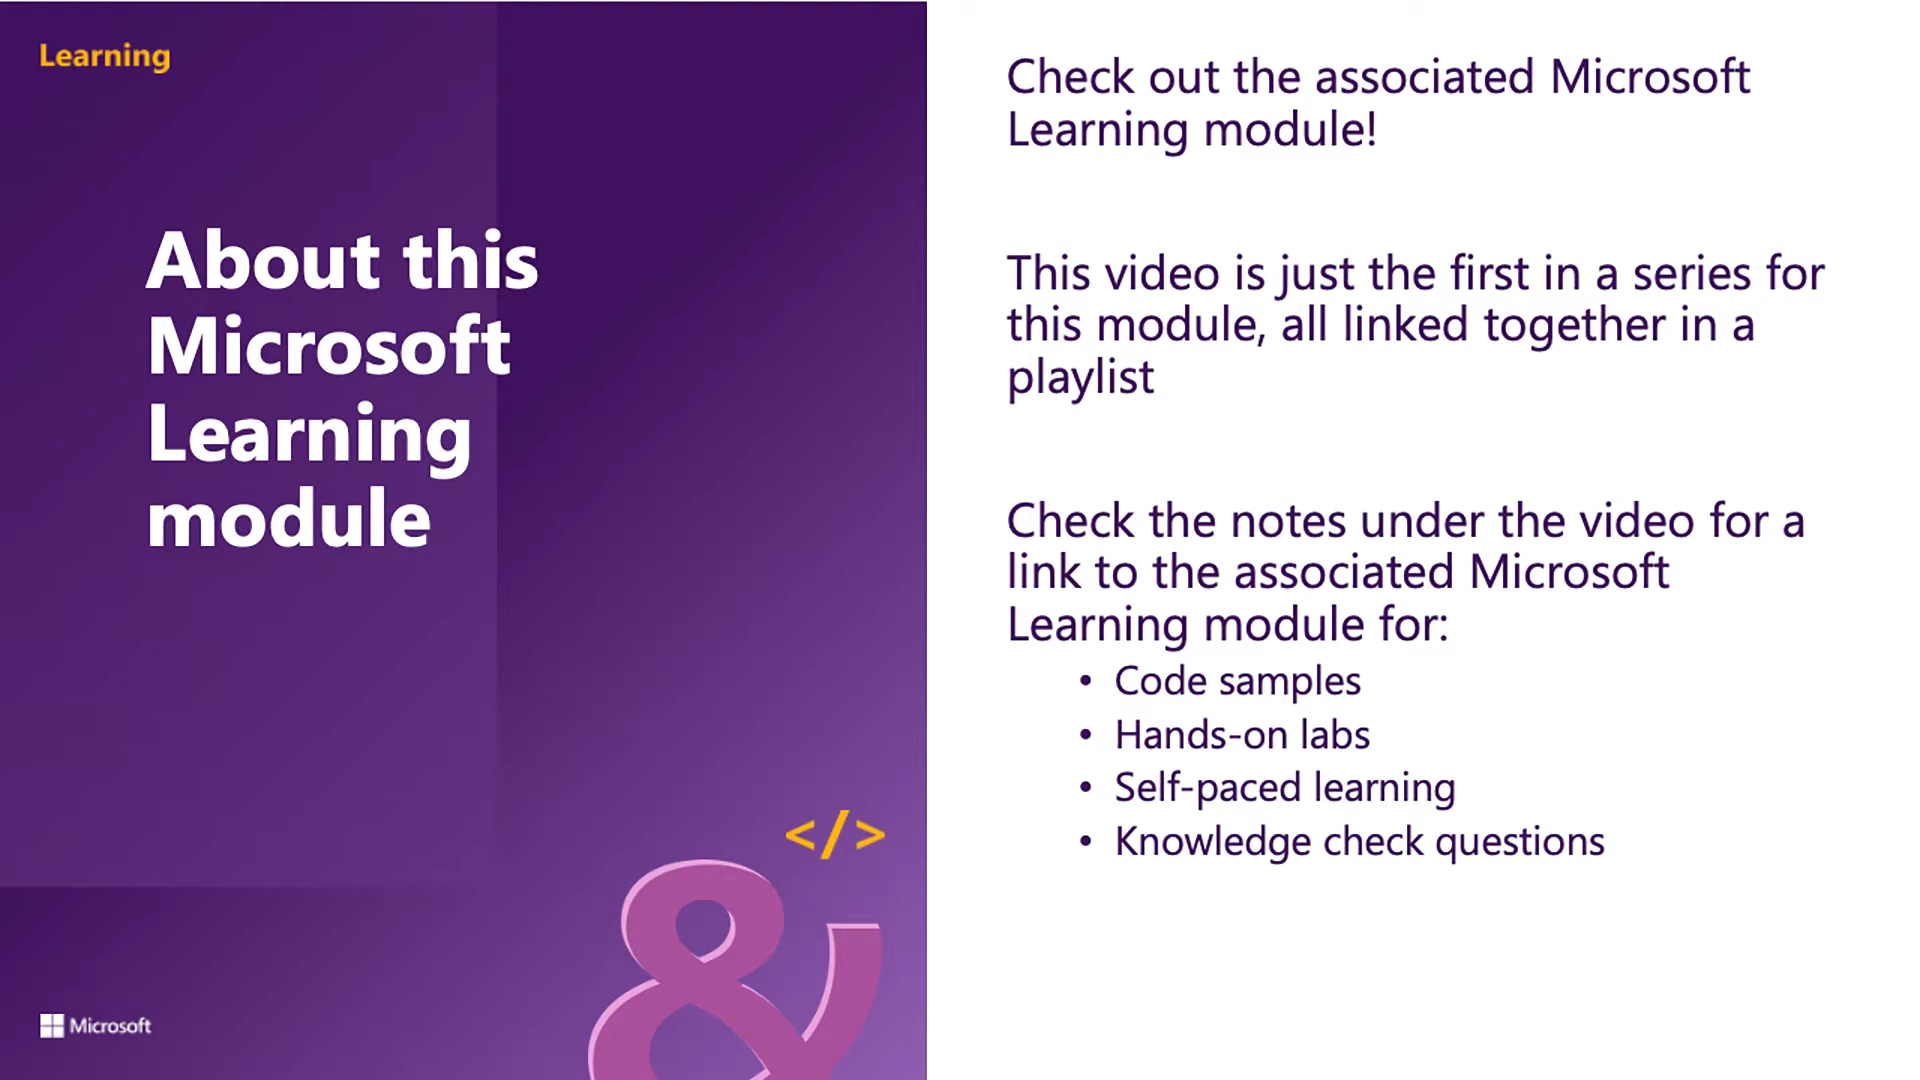 Learning
About this
Microsoft
Learning
module
</>
&
Microsoft
Check out the associated Microsoft
Learning module!
This video is just the first in a series for
this module, all linked together in a
playlist
Check the notes under the video for a
link to the associated Microsoft
Learning module for:
• Code samples
• Hands-on labs
• Self-paced learning
• Knowledge check questions